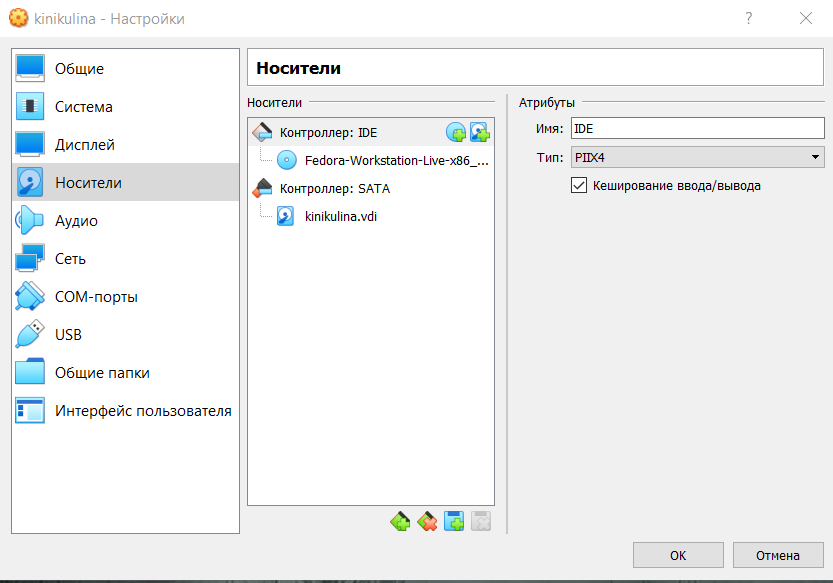 kinikulina - Настройки
?
Общие
Система
Дисплей
Носители
Аудио
Сеть
COM-порты
USB
Общие папки
Интерфейс пользователя
Носители
Носители
Контроллер: IDE
Fedora-Workstation-Live-x86_...
Контроллер: SATA
kinikulina.vdi
Атрибуты
Имя: IDE
Тип: PIIX4
Кеширование ввода/вывода
OK
Отмена